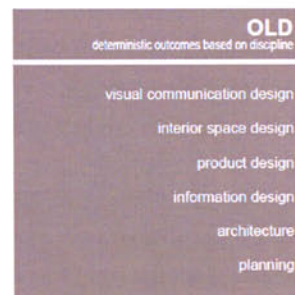 OLD
deterministic outcomes based on discipline
visual communication design
interior space design
product design
information design
architecture
planning